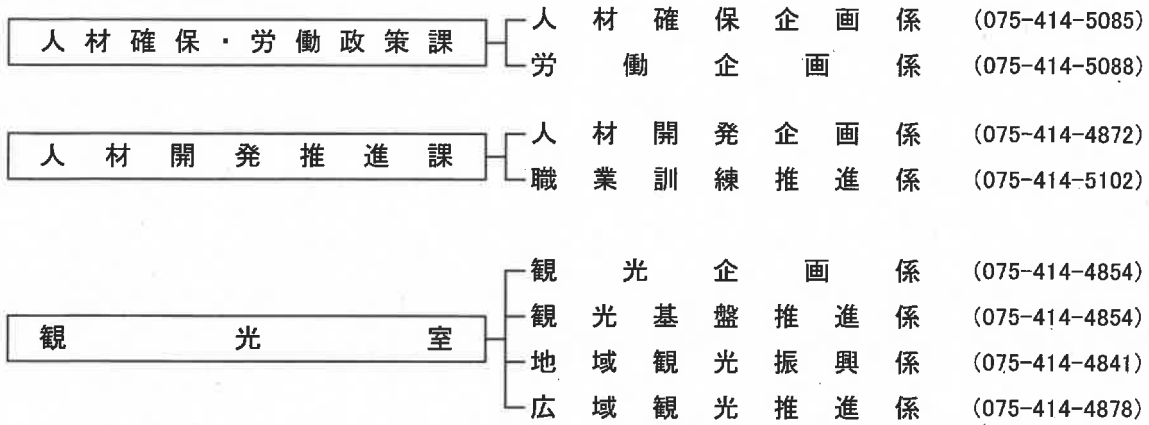 人材確保・労働政策課
人材確保企画係 (075-414-5085)
労働企画係 (075-414-5088)
人材開発推進課
人材開発企画係 (075-414-4872)
職業訓練推進係 (075-414-5102)
観光室
観光企画係 (075-414-4854)
観光基盤推進係 (075-414-4854)
地域観光振興係 (075-414-4841)
広域観光推進係 (075-414-4878)